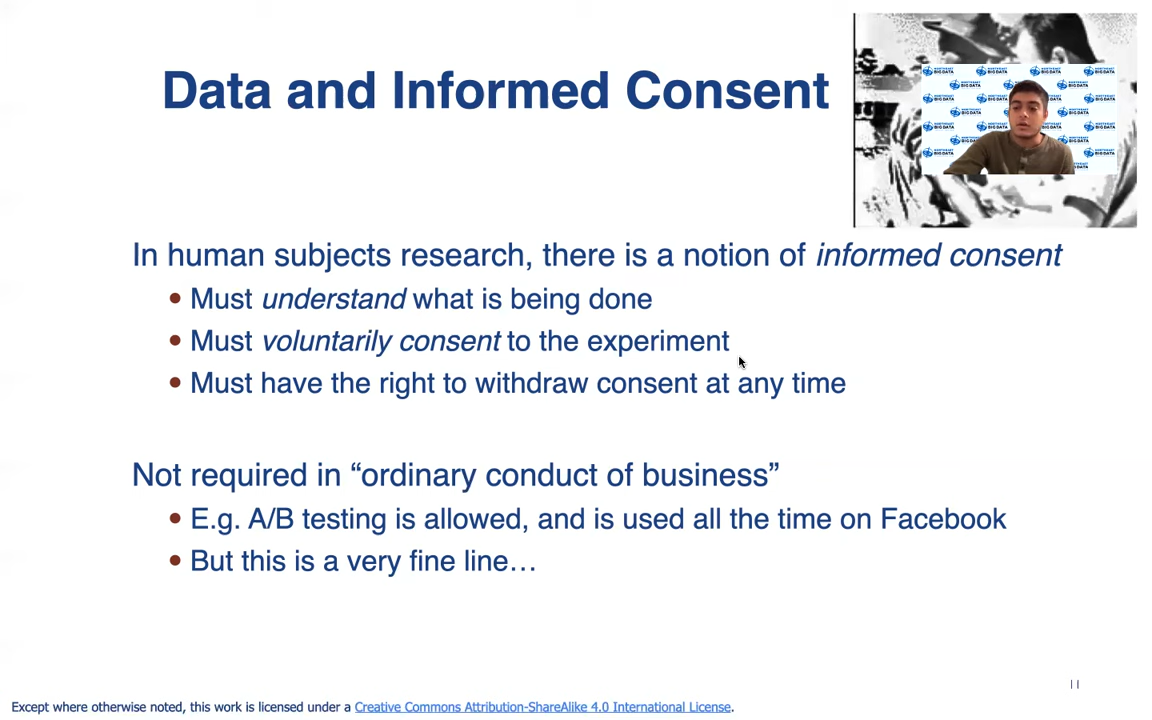 Data and Informed Consent
In human subjects research, there is a notion of informed consent
• Must understand what is being done
• Must voluntarily consent to the experiment
• Must have the right to withdraw consent at any time
Not required in “ordinary conduct of business”
• E.g. A/B testing is allowed, and is used all the time on Facebook
• But this is a very fine line…
11
Except where otherwise noted, this work is licensed under a Creative Commons Attribution-ShareAlike 4.0 International License.
NORTHEAST
BIG DATA